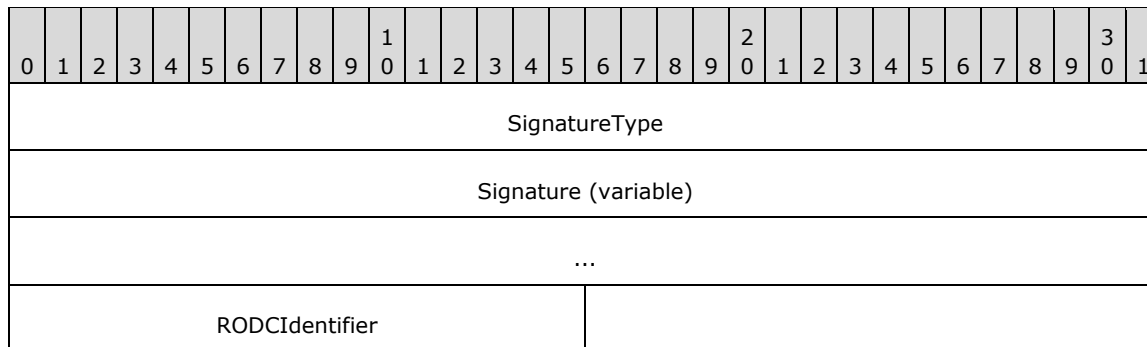 1 2 3
0 1 2 3 4 5 6 7 8 9 0 1 2 3 4 5 6 7 8 9 0 1 2 3 4 5 6 7 8 9 0 1
SignatureType
Signature (variable)
...
RODCIdentifier